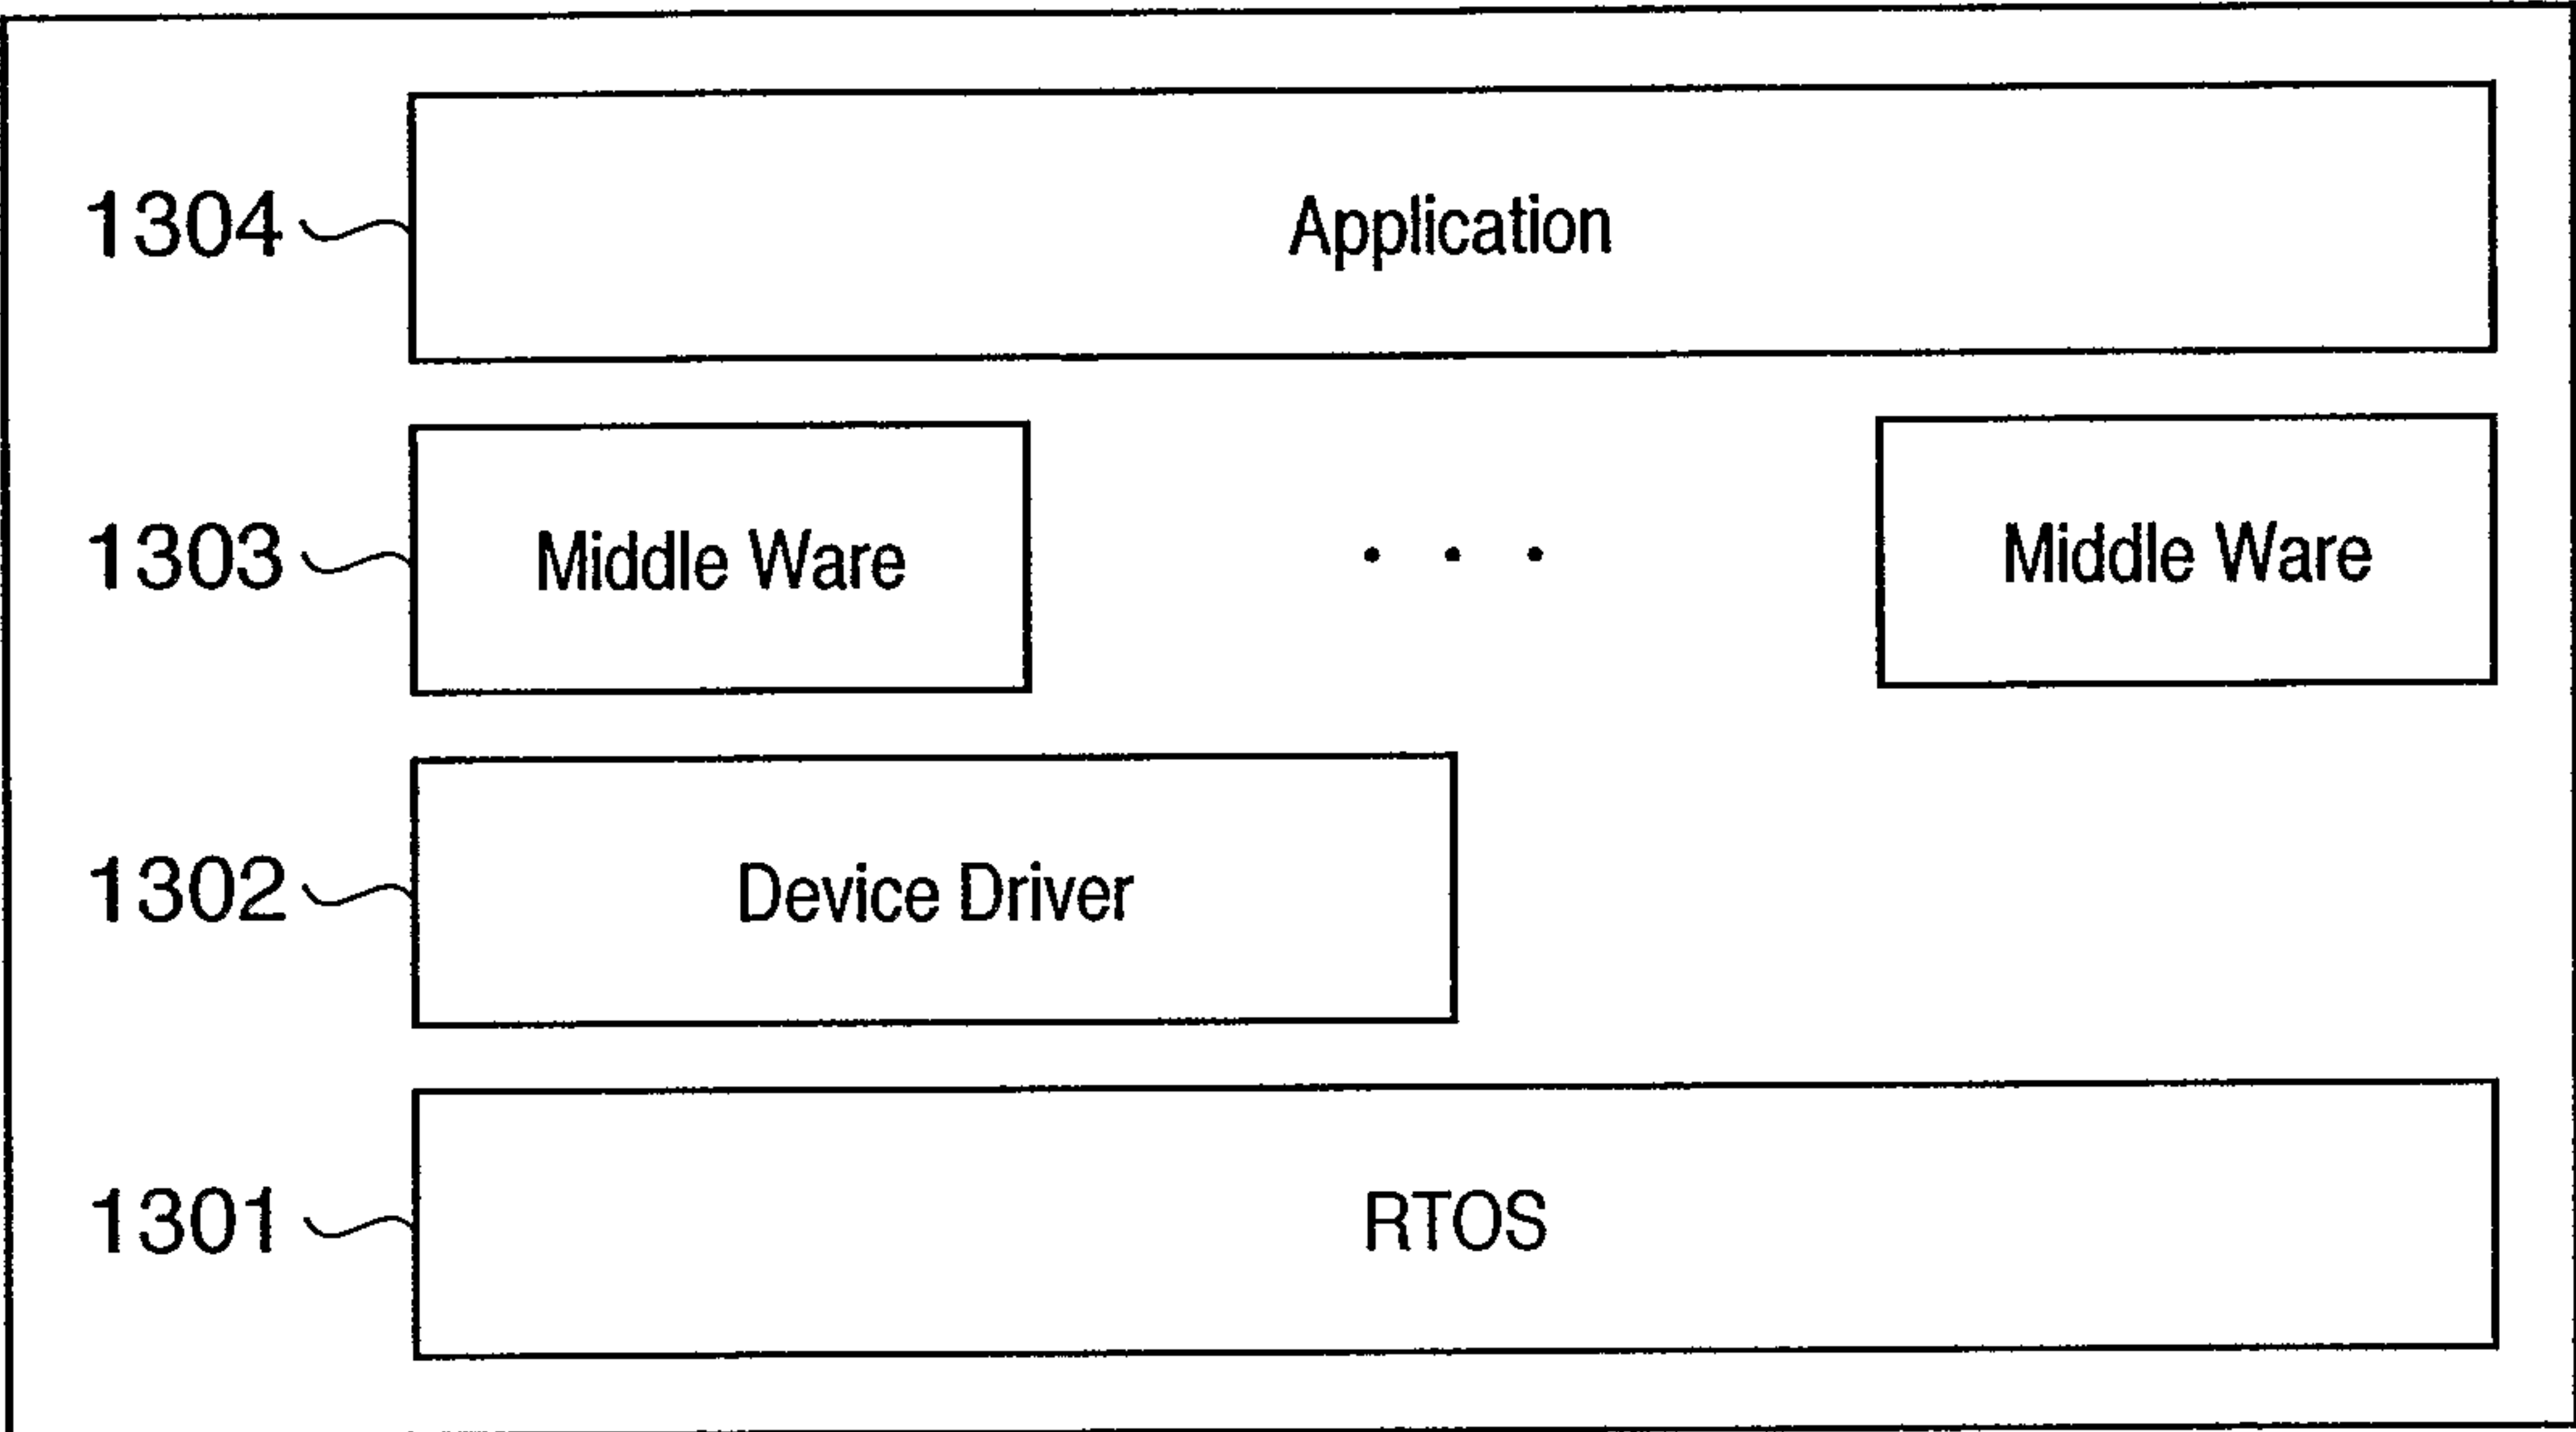 1304 Application
1303 Middle Ware . . . Middle Ware
1302 Device Driver
1301 RTOS